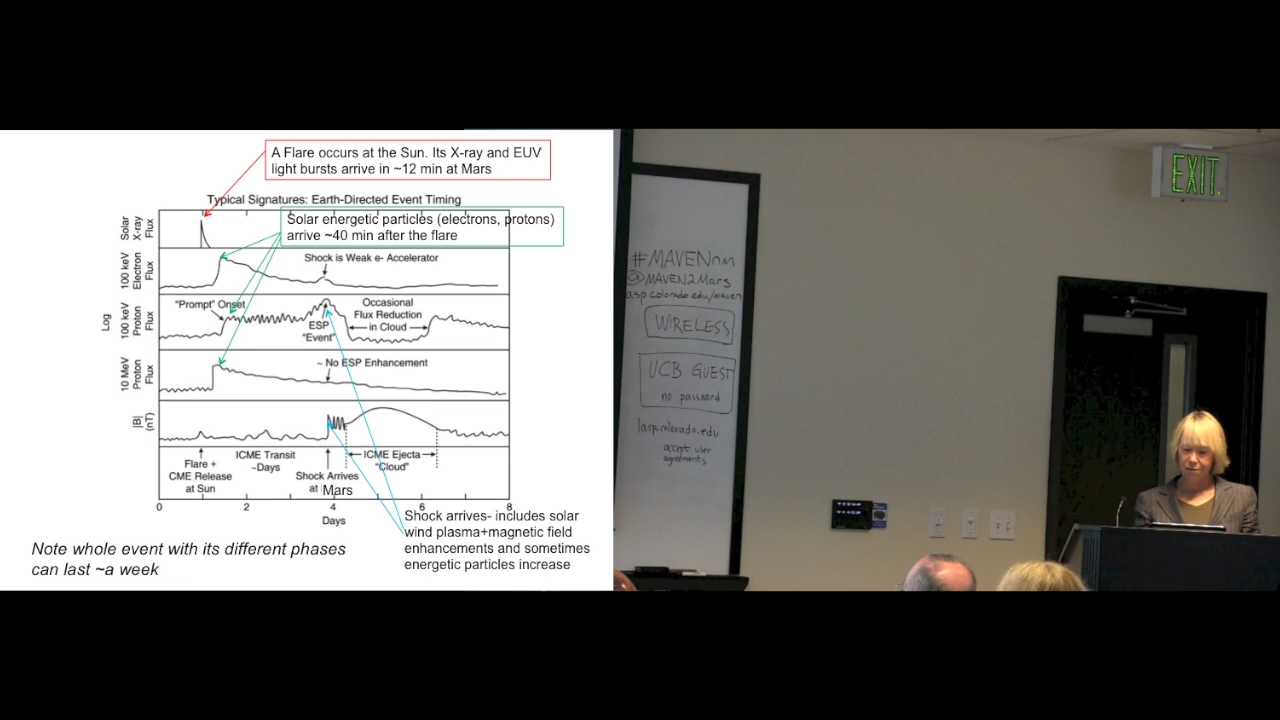 A Flare occurs at the Sun. Its X-ray and EUV
light bursts arrive in ~12 min at Mars
Typical Signatures: Earth-Directed Event Timing
Solar energetic particles (electrons, protons)
arrive ~40 min after the flare
Solar
X-ray
Flux
Shock is Weak e- Accelerator
100 keV
Electron
Flux
"Prompt" Onset
Occasional
Flux Reduction
in Cloud
ESP
"Event"
Log
100 keV
Proton
Flux
~ No ESP Enhancement
10 MeV
Proton
Flux
|B|
(nT)
Flare +
CME Release
at Sun
ICME Transit
~Days
Shock Arrives
at Mars
ICME Ejecta
"Cloud"
0 2 4 6 8
Days
Shock arrives- includes solar
wind plasma+magnetic field
enhancements and sometimes
energetic particles increase
Note whole event with its different phases
can last ~a week
@MAVEN2Mars
asp.colorado.edu/maven
WIRELESS
UCB GUEST
no password
lasp.colorado.edu
accept user
agreements
EXIT